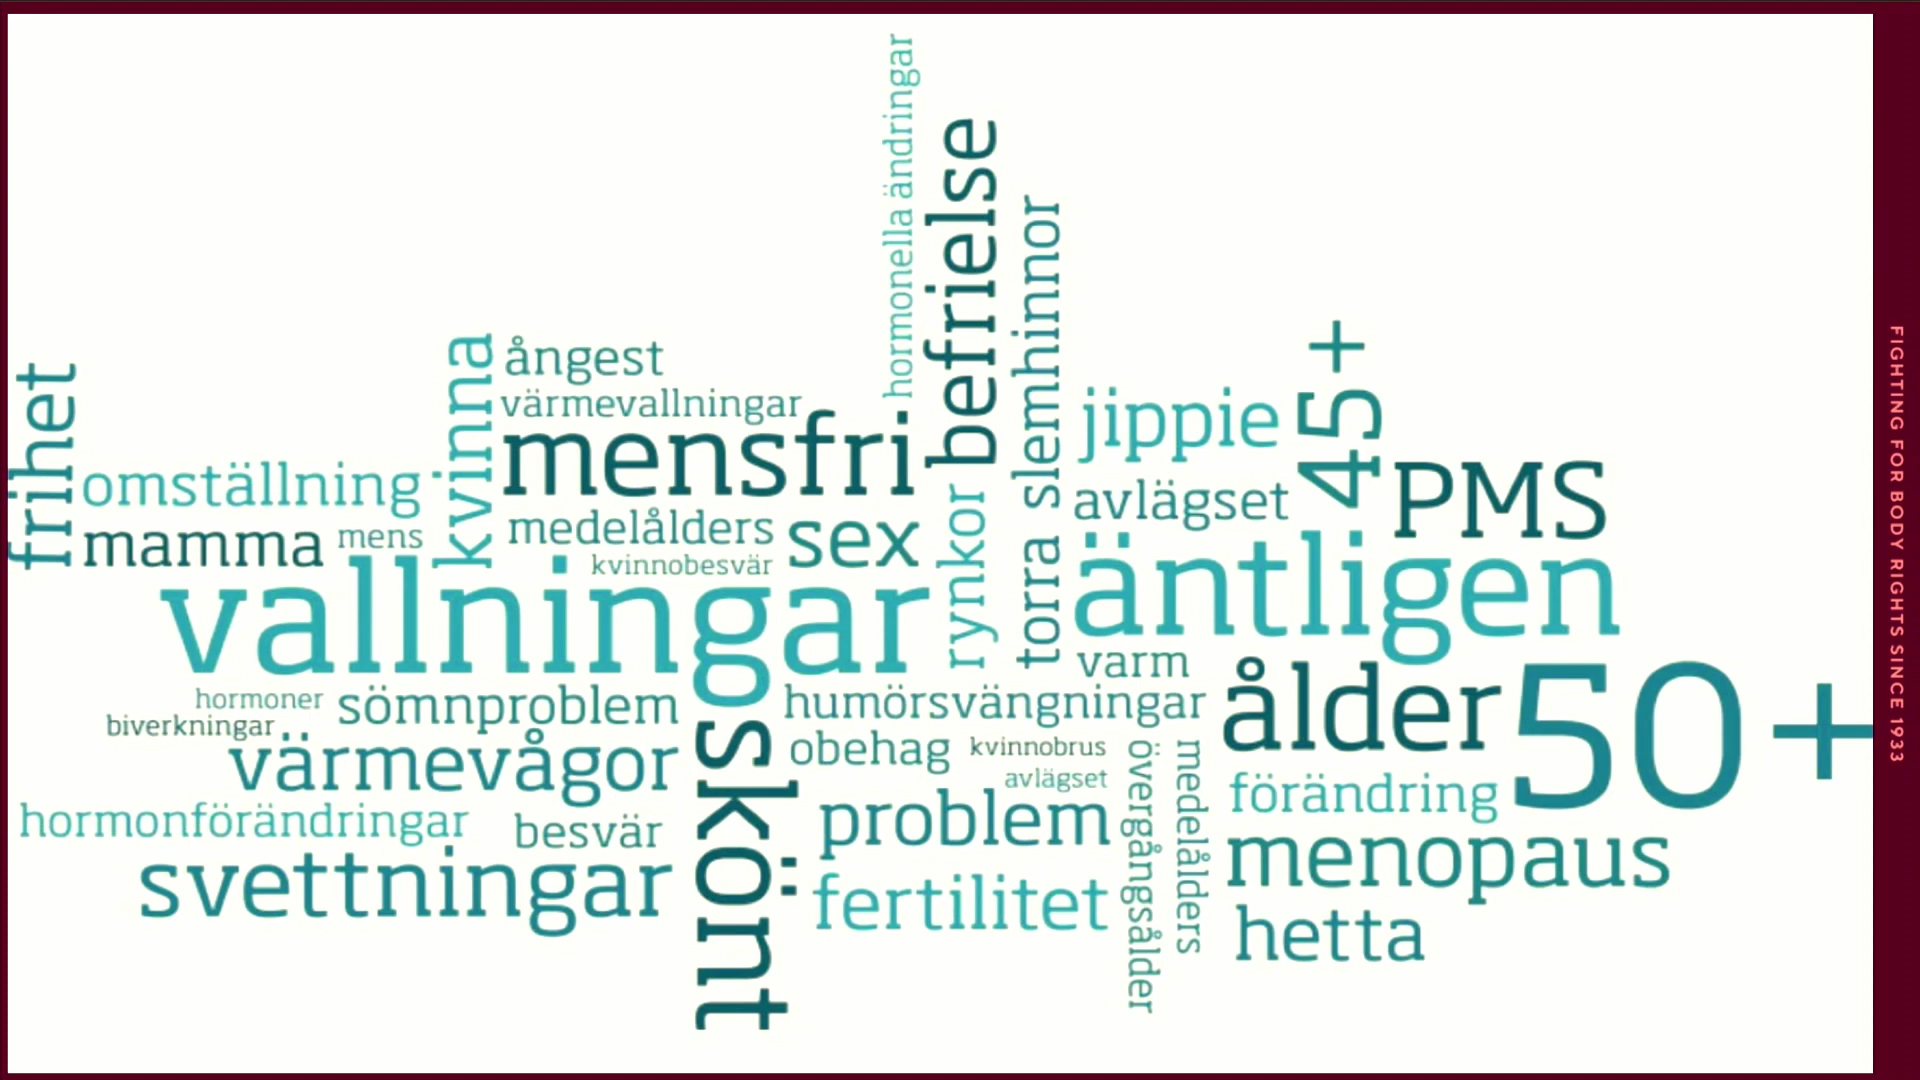 hormonella ändringar
befrielse
torra slemhinnor
frihet
kvinna
ångest
värmevallningar
mensfri
jippie
45+
omställning
avlägset
PMS
mamma
mens
medelålders
sex
kvinnobesvär
rynkor
äntligen
vallningar
varm
hormoner
sömnproblem
humörsvängningar
ålder
50+
biverkningar
värmevågor
skönt
obehag
kvinnobrus
avlägset
övergångsålder
medelålders
förändring
hormonförändringar
besvär
problem
menopaus
svettningar
fertilitet
hetta
FIGHTING FOR BODY RIGHTS SINCE 1933